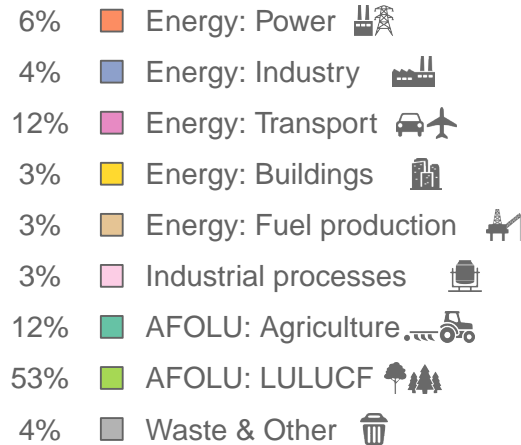 6% Energy: Power
4% Energy: Industry
12% Energy: Transport
3% Energy: Buildings
3% Energy: Fuel production
3% Industrial processes
12% AFOLU: Agriculture
53% AFOLU: LULUCF
4% Waste & Other